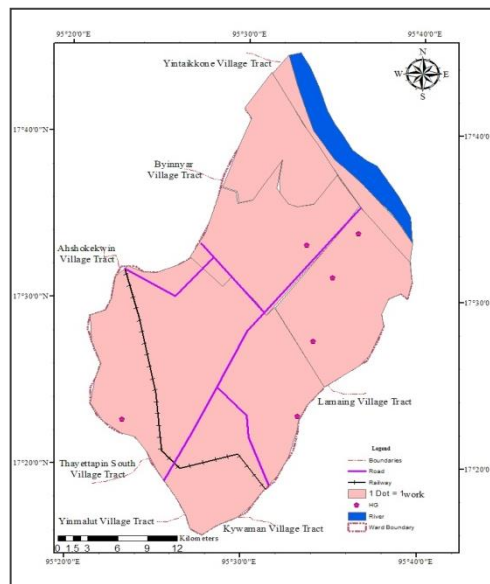 95°20'0"E 95°30'0"E 95°40'0"E
Yintaikkone Village Tract
N
W E
S
17°40'0"N 17°40'0"N
Byinnyar
Village Tract
Ahshokekwin
Village Tract
17°30'0"N 17°30'0"N
Lamaing Village Tract
Legend
Boundaries
Road
Railway
1 Dot = 1work
HG
River
Ward Boundary
17°20'0"N 17°20'0"N
Thayettapin South
Village Tract
Yinmalut Village Tract
Kywaman Village Tract
Kilometers
0 1.5 3 6 9 12
95°20'0"E 95°30'0"E 95°40'0"E